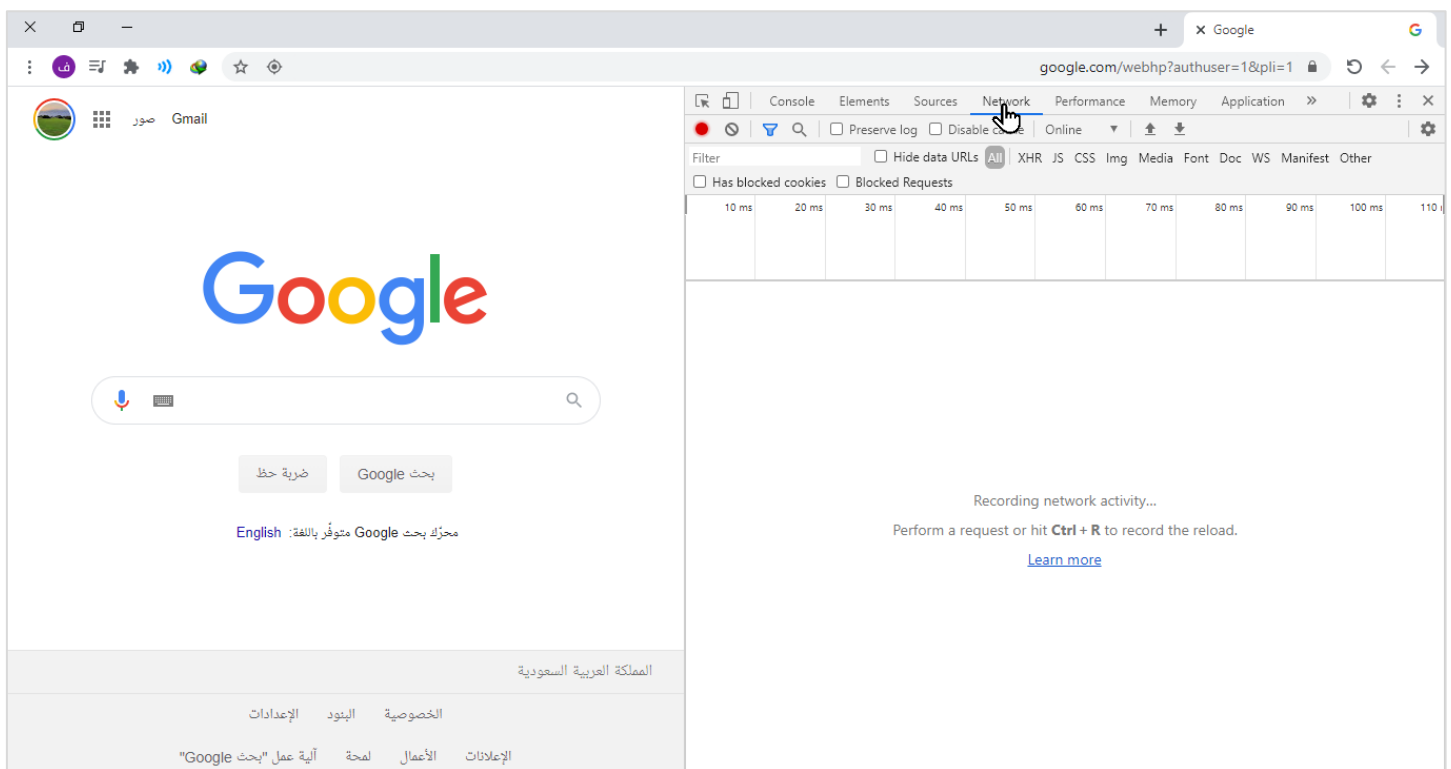 Google
google.com/webhp?authuser=1&pli=1
ف
Gmail صور
Console Elements Sources Network Performance Memory Application
Preserve log Disable Online
Filter Hide data URLs All XHR JS CSS Img Media Font Doc WS Manifest Other
Has blocked cookies Blocked Requests
10 ms 20 ms 30 ms 40 ms 50 ms 60 ms 70 ms 80 ms 90 ms 100 ms 110
Google
بحث Google ضربة حظ
محرّك بحث Google متوفّر باللغة: English
Recording network activity...
Perform a request or hit Ctrl + R to record the reload.
Learn more
المملكة العربية السعودية
الخصوصية البنود الإعدادات
الإعلانات الأعمال لمحة آلية عمل "بحث Google"